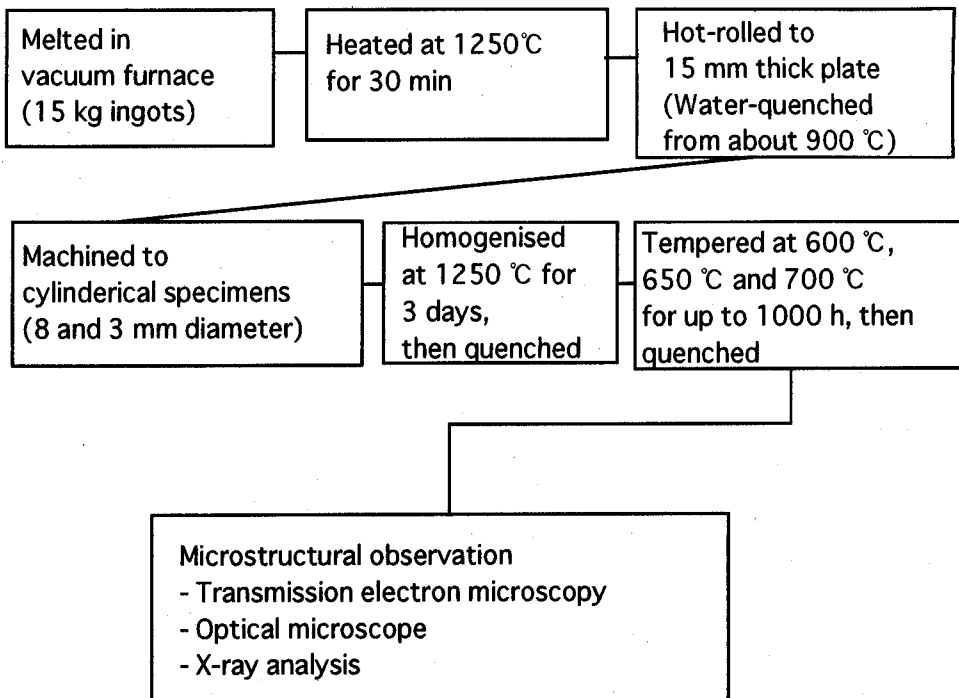 Melted in
vacuum furnace
(15 kg ingots)
Heated at 1250℃
for 30 min
Hot-rolled to
15 mm thick plate
(Water-quenched
from about 900 ℃)
Machined to
cylinderical specimens
(8 and 3 mm diameter)
Homogenised
at 1250 ℃ for
3 days,
then quenched
Tempered at 600 ℃,
650 ℃ and 700 ℃
for up to 1000 h, then
quenched
Microstructural observation
- Transmission electron microscopy
- Optical microscope
- X-ray analysis